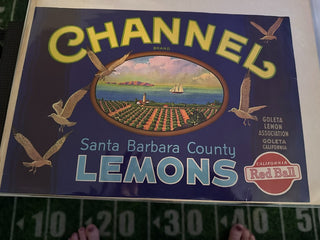 CHANNEL
BRAND
Santa Barbara County
LEMONS
GOLETA
LEMON
ASSOCIATION
GOLETA
CALIFORNIA
CALIFORNIA
Red Ball
10 20 30 40 50